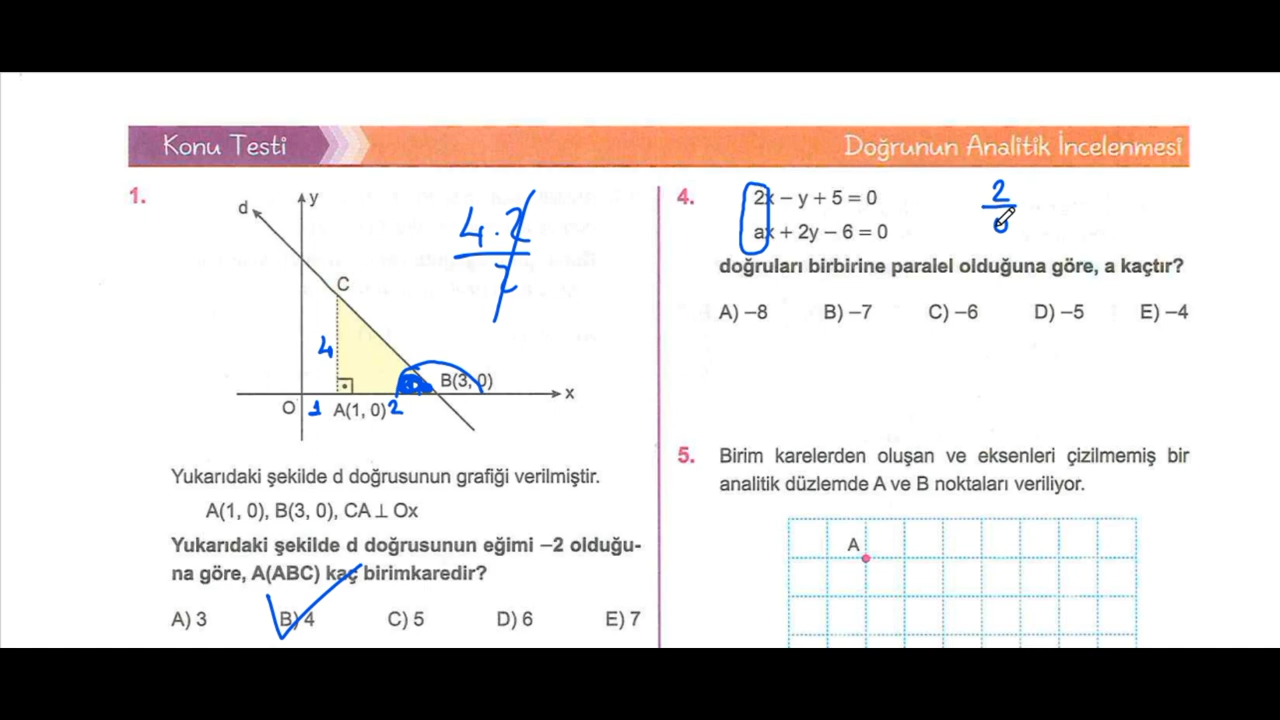 Konu Testi
Doğrunun Analitik İncelenmesi
1.
d
y
C
4
B(3, 0)
x
O
1
A(1, 0)
2
4 . 2
2
Yukarıdaki şekilde d doğrusunun grafiği verilmiştir.
A(1, 0), B(3, 0), CA ⊥ Ox
Yukarıdaki şekilde d doğrusunun eğimi –2 olduğu-
na göre, A(ABC) kaç birimkaredir?
A) 3 B) 4 C) 5 D) 6 E) 7
4.
2x – y + 5 = 0
ax + 2y – 6 = 0
2
doğruları birbirine paralel olduğuna göre, a kaçtır?
A) –8 B) –7 C) –6 D) –5 E) –4
5.
Birim karelerden oluşan ve eksenleri çizilmemiş bir
analitik düzlemde A ve B noktaları veriliyor.
A